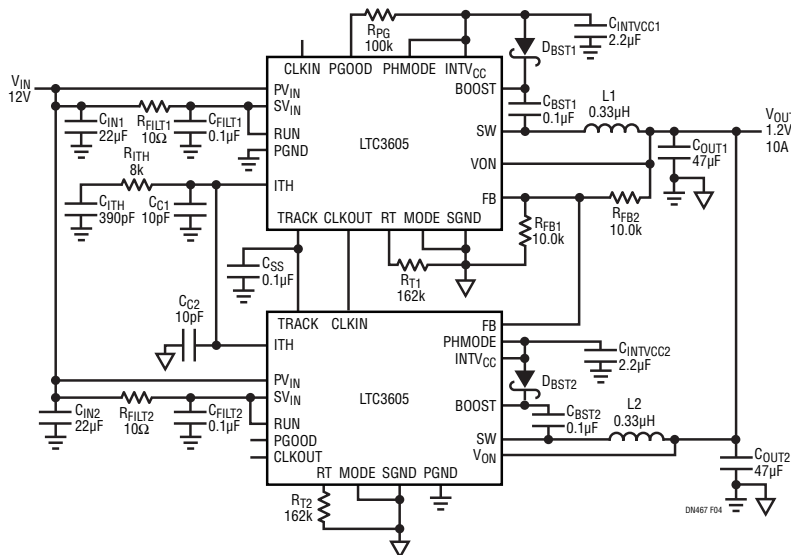 RPG
100k
CINTVCC1
2.2µF
DBST1
CLKIN PGOOD PHMODE INTVCC
VIN
12V
PVIN
SVIN
RUN
PGND
LTC3605
BOOST
CBST1
0.1µF
L1
0.33µH
SW
VOUT
1.2V
10A
CIN1
22µF
RFILT1
10Ω
CFILT1
0.1µF
VON
COUT1
47µF
RITH
8k
ITH
CITH
390pF
CC1
10pF
FB
RFB1
10.0k
RFB2
10.0k
TRACK CLKOUT RT MODE SGND
CSS
0.1µF
RT1
162k
CC2
10pF
TRACK CLKIN
FB
ITH
PHMODE
INTVCC
CINTVCC2
2.2µF
DBST2
PVIN
SVIN
RUN
PGOOD
CLKOUT
LTC3605
BOOST
CBST2
0.1µF
L2
0.33µH
SW
VON
CIN2
22µF
RFILT2
10Ω
CFILT2
0.1µF
COUT2
47µF
RT MODE SGND PGND
RT2
162k
DN467 F04